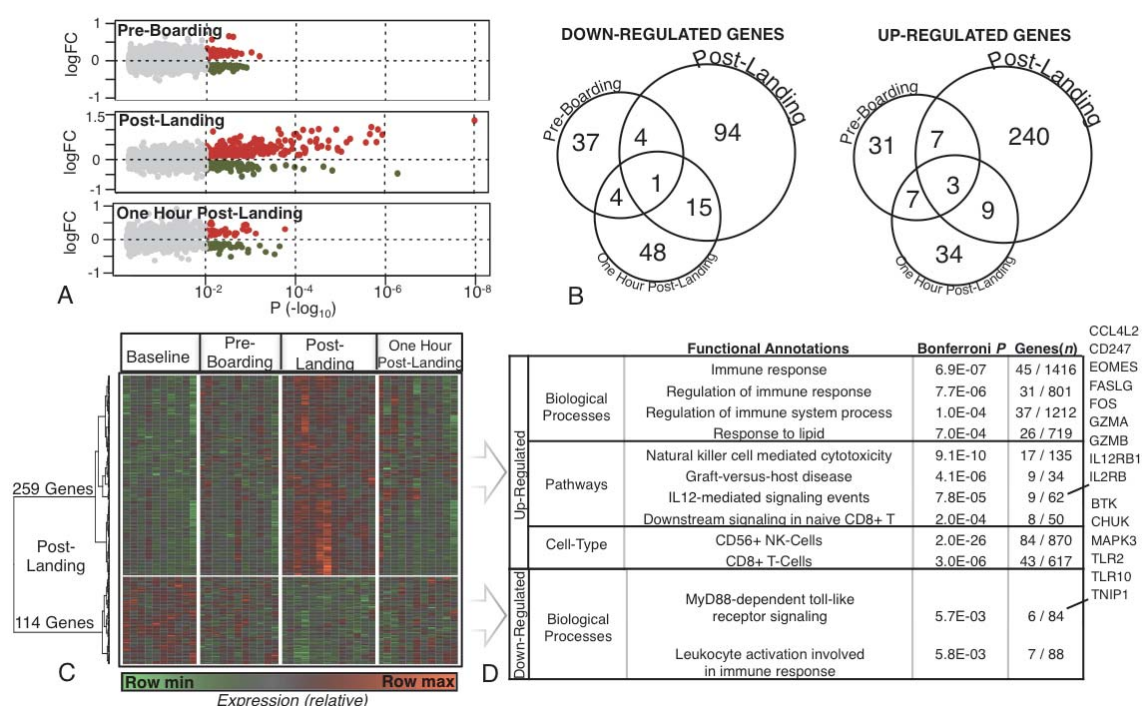 1
Pre-Boarding
logFC
0
-1
1.5
Post-Landing
logFC
0
-1
1
One Hour Post-Landing
logFC
0
-1
10-2
10-4
10-6
10-8
P (-log10)
A
DOWN-REGULATED GENES
Pre-Boarding
Post-Landing
37
4
94
1
4
15
48
One Hour Post-Landing
UP-REGULATED GENES
Pre-Boarding
Post-Landing
31
7
240
3
7
9
34
One Hour Post-Landing
B
Baseline
Pre-
Boarding
Post-
Landing
One Hour
Post-Landing
259 Genes
Post-
Landing
114 Genes
Row min
Row max
Expression (relative)
C
Functional Annotations Bonferroni P Genes(n)
Up-Regulated
Biological
Processes
Immune response 6.9E-07 45 / 1416
Regulation of immune response 7.7E-06 31 / 801
Regulation of immune system process 1.0E-04 37 / 1212
Response to lipid 7.0E-04 26 / 719
Pathways
Natural killer cell mediated cytotoxicity 9.1E-10 17 / 135
Graft-versus-host disease 4.1E-06 9 / 34
IL12-mediated signaling events 7.8E-05 9 / 62
Downstream signaling in naive CD8+ T 2.0E-04 8 / 50
Cell-Type
CD56+ NK-Cells 2.0E-26 84 / 870
CD8+ T-Cells 3.0E-06 43 / 617
Down-Regulated
Biological
Processes
MyD88-dependent toll-like
receptor signaling 5.7E-03 6 / 84
Leukocyte activation involved
in immune response 5.8E-03 7 / 88
CCL4L2
CD247
EOMES
FASLG
FOS
GZMA
GZMB
IL12RB1
IL2RB
BTK
CHUK
MAPK3
TLR2
TLR10
TNIP1
D